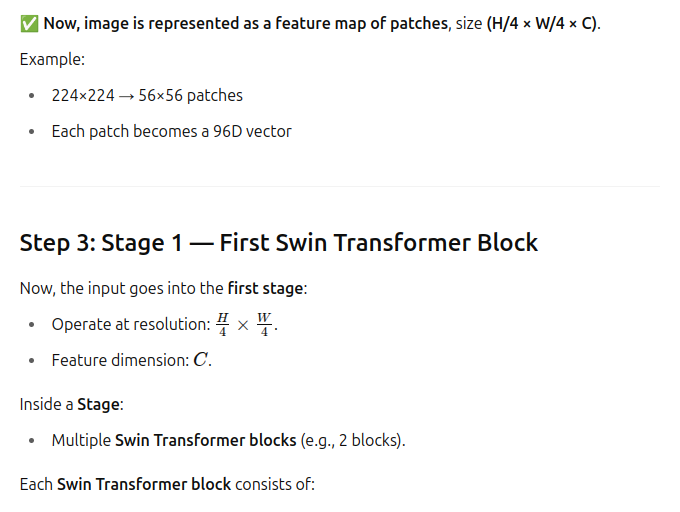 ✅ Now, image is represented as a feature map of patches, size (H/4 × W/4 × C).
Example:
• 224×224 → 56×56 patches
• Each patch becomes a 96D vector
Step 3: Stage 1 — First Swin Transformer Block
Now, the input goes into the first stage:
• Operate at resolution: H/4 × W/4.
• Feature dimension: C.
Inside a Stage:
• Multiple Swin Transformer blocks (e.g., 2 blocks).
Each Swin Transformer block consists of: